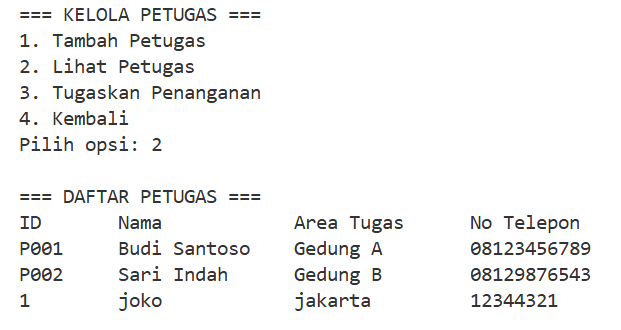 === KELOLA PETUGAS ===
1. Tambah Petugas
2. Lihat Petugas
3. Tugaskan Penanganan
4. Kembali
Pilih opsi: 2
=== DAFTAR PETUGAS ===
ID Nama Area Tugas No Telepon
P001 Budi Santoso Gedung A 08123456789
P002 Sari Indah Gedung B 08129876543
1 joko jakarta 12344321